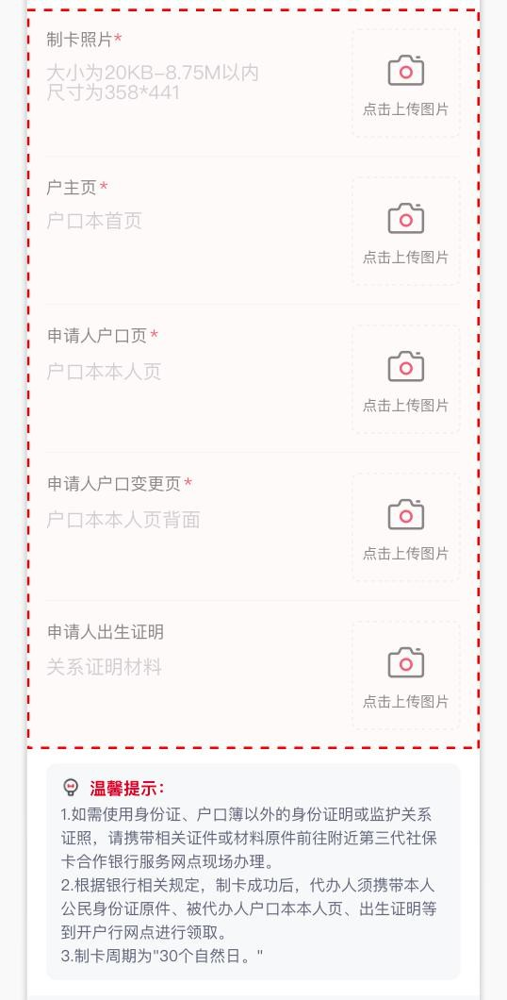 制卡照片*
大小为20KB-8.75M以内
尺寸为358*441
点击上传图片
户主页*
户口本首页
点击上传图片
申请人户口页*
户口本本人页
点击上传图片
申请人户口变更页*
户口本本人页背面
点击上传图片
申请人出生证明
关系证明材料
点击上传图片
温馨提示：
1.如需使用身份证、户口簿以外的身份证明或监护关系
证照，请携带相关证件或材料原件前往附近第三代社保
卡合作银行服务网点现场办理。
2.根据银行相关规定，制卡成功后，代办人须携带本人
公民身份证原件、被代办人户口本本人页、出生证明等
到开户行网点进行领取。
3.制卡周期为"30个自然日。"